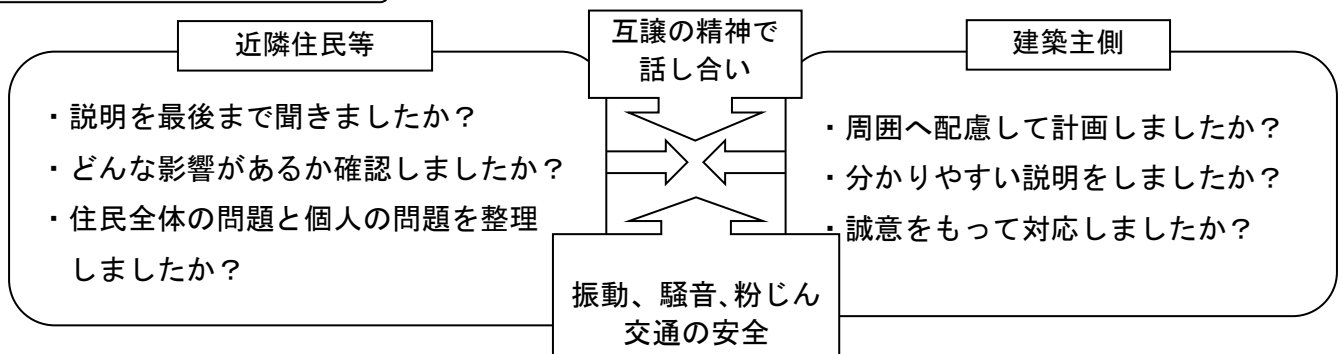 近隣住民等
・説明を最後まで聞きましたか？
・どんな影響があるか確認しましたか？
・住民全体の問題と個人の問題を整理
しましたか？
互譲の精神で
話し合い
振動、騒音、粉じん
交通の安全
建築主側
・周囲へ配慮して計画しましたか？
・分かりやすい説明をしましたか？
・誠意をもって対応しましたか？